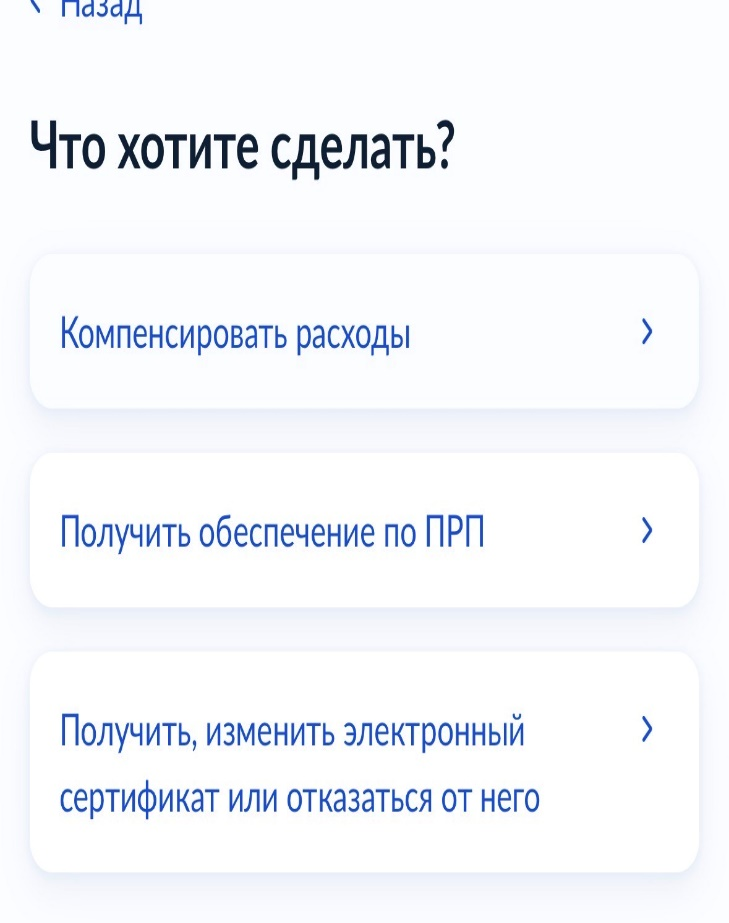 Назад
Что хотите сделать?
Компенсировать расходы
Получить обеспечение по ПРП
Получить, изменить электронный
сертификат или отказаться от него